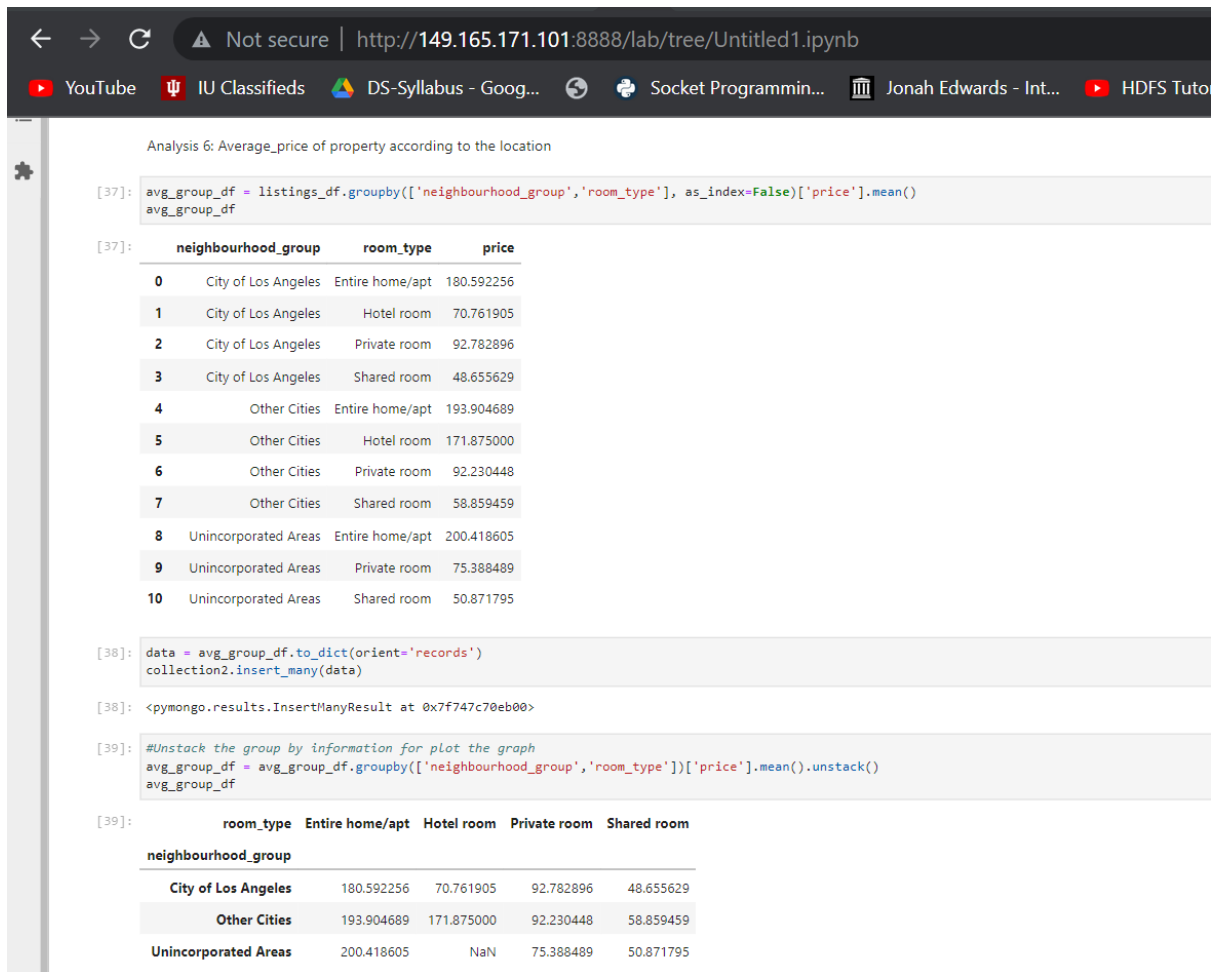 Not secure | http://149.165.171.101:8888/lab/tree/Untitled1.ipynb
YouTube IU Classifieds DS-Syllabus - Goog... Socket Programmin... Jonah Edwards - Int... HDFS Tuto
Analysis 6: Average_price of property according to the location
[37]: avg_group_df = listings_df.groupby(['neighbourhood_group','room_type'], as_index=False)['price'].mean()
avg_group_df
[37]: neighbourhood_group room_type price
0 City of Los Angeles Entire home/apt 180.592256
1 City of Los Angeles Hotel room 70.761905
2 City of Los Angeles Private room 92.782896
3 City of Los Angeles Shared room 48.655629
4 Other Cities Entire home/apt 193.904689
5 Other Cities Hotel room 171.875000
6 Other Cities Private room 92.230448
7 Other Cities Shared room 58.859459
8 Unincorporated Areas Entire home/apt 200.418605
9 Unincorporated Areas Private room 75.388489
10 Unincorporated Areas Shared room 50.871795
[38]: data = avg_group_df.to_dict(orient='records')
collection2.insert_many(data)
[38]: <pymongo.results.InsertManyResult at 0x7f747c70eb00>
[39]: #Unstack the group by information for plot the graph
avg_group_df = avg_group_df.groupby(['neighbourhood_group','room_type'])['price'].mean().unstack()
avg_group_df
[39]: room_type Entire home/apt Hotel room Private room Shared room
neighbourhood_group
City of Los Angeles 180.592256 70.761905 92.782896 48.655629
Other Cities 193.904689 171.875000 92.230448 58.859459
Unincorporated Areas 200.418605 NaN 75.388489 50.871795